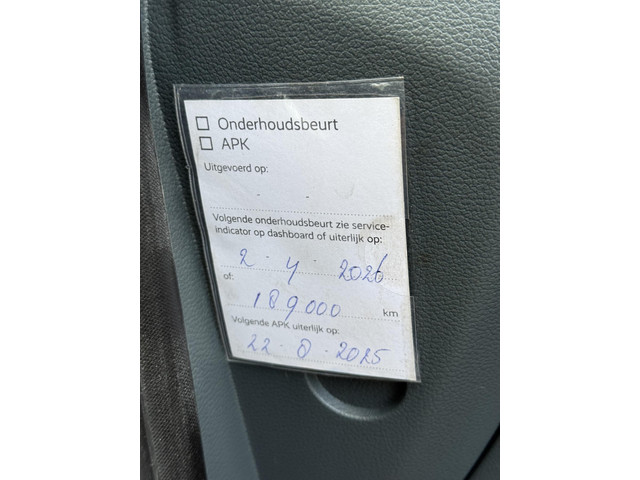 ☐ Onderhoudsbeurt
☐ APK
Uitgevoerd op:
- -
Volgende onderhoudsbeurt zie service-
indicator op dashboard of uiterlijk op:
2 - 4 - 2026
of:
189000 km
Volgende APK uiterlijk op:
22 - 8 - 2025